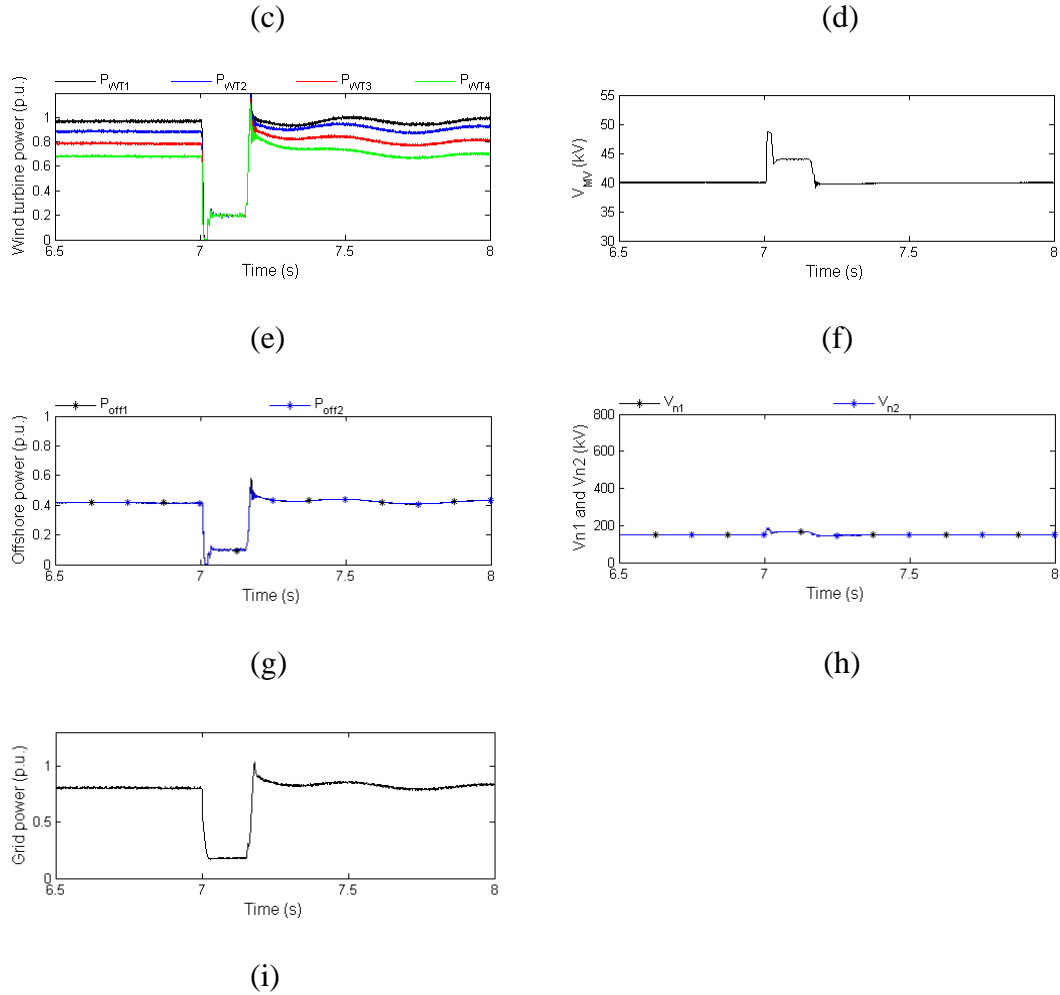 (c)
(d)
P_WT1 P_WT2 P_WT3 P_WT4
Wind turbine power (p.u.)
1
0.8
0.6
0.4
0.2
0
6.5 7 7.5 8
Time (s)
V_MV (kV)
55
50
45
40
35
30
6.5 7 7.5 8
Time (s)
(e)
(f)
P_off1 P_off2
Offshore power (p.u.)
1
0.8
0.6
0.4
0.2
0
6.5 7 7.5 8
Time (s)
V_n1 V_n2
Vn1 and Vn2 (kV)
800
600
400
200
0
6.5 7 7.5 8
Time (s)
(g)
(h)
Grid power (p.u.)
1
0.5
0
6.5 7 7.5 8
Time (s)
(i)